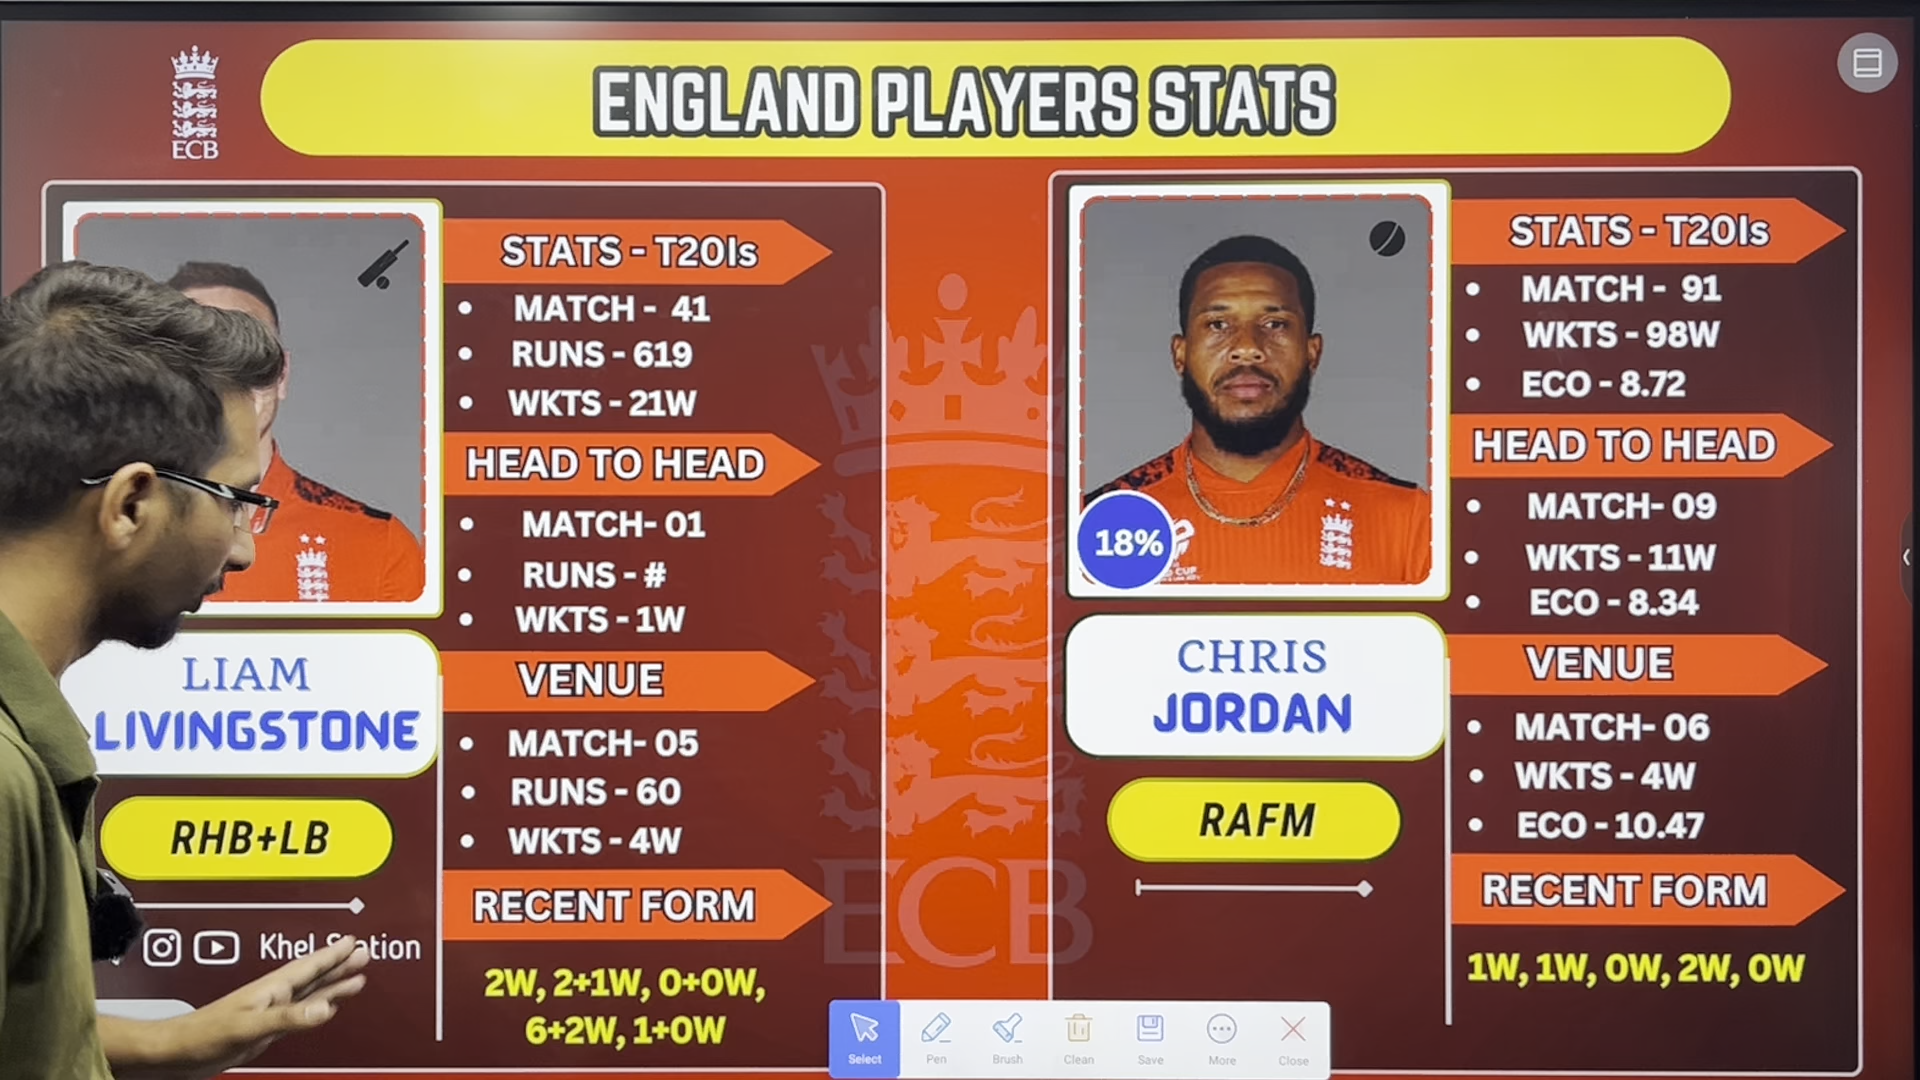 ECB
ENGLAND PLAYERS STATS
STATS - T20Is
MATCH - 41
RUNS - 619
WKTS - 21W
HEAD TO HEAD
MATCH- 01
RUNS - #
WKTS - 1W
VENUE
MATCH- 05
RUNS - 60
WKTS - 4W
RECENT FORM
2W, 2+1W, 0+0W,
6+2W, 1+0W
LIAM
LIVINGSTONE
RHB+LB
Khel Station
ECB
18%
CHRIS
JORDAN
RAFM
STATS - T20Is
MATCH - 91
WKTS - 98W
ECO - 8.72
HEAD TO HEAD
MATCH- 09
WKTS - 11W
ECO - 8.34
VENUE
MATCH- 06
WKTS - 4W
ECO - 10.47
RECENT FORM
1W, 1W, 0W, 2W, 0W
Select Pen Brush Clean Save More Close